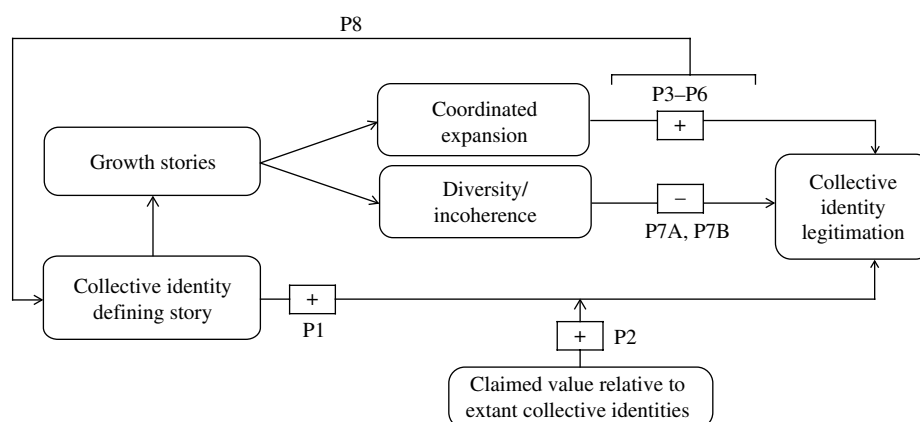 P8
P3–P6
Coordinated
expansion
+
Growth stories
Diversity/
incoherence
−
P7A, P7B
Collective
identity
legitimation
Collective identity
defining story
+
P1
+
P2
Claimed value relative to
extant collective identities